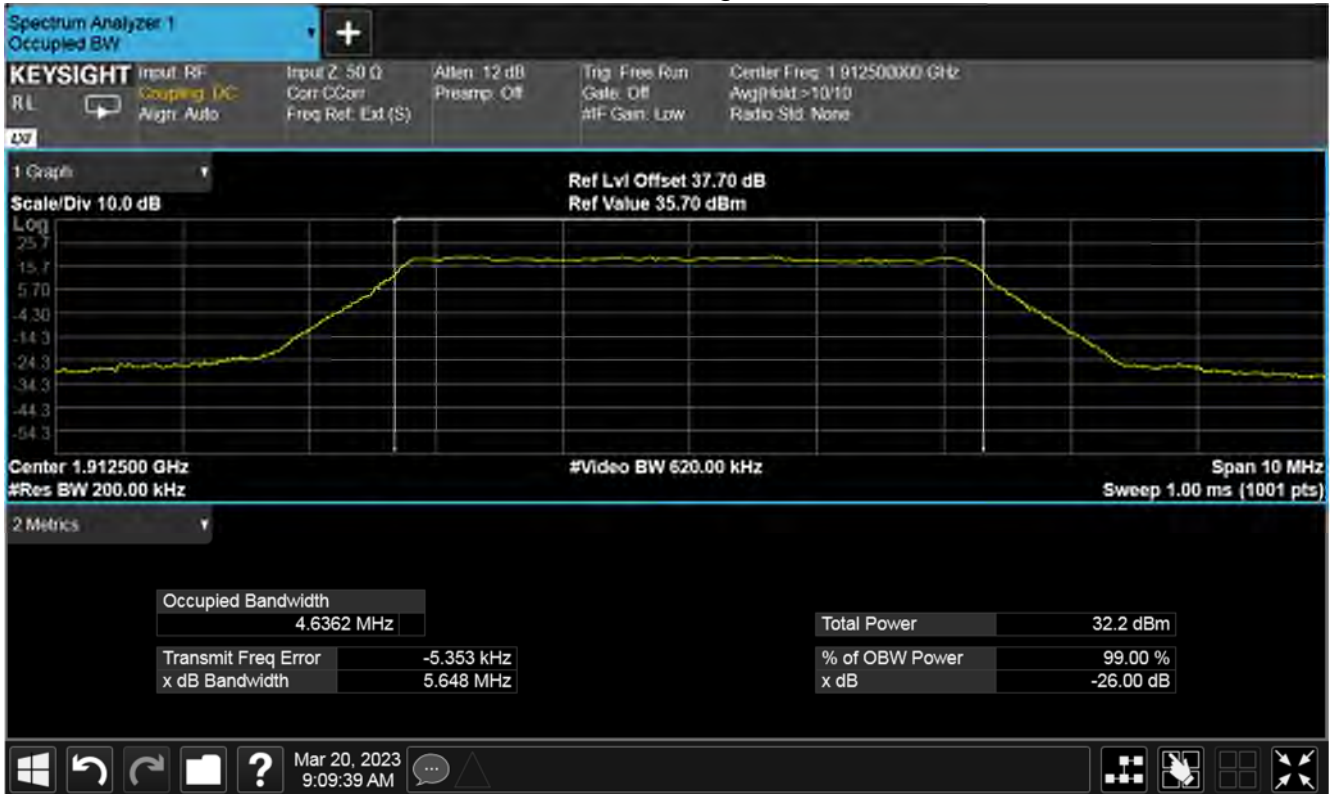 Spectrum Analyzer 1
Occupied BW
+
KEYSIGHT
RL
LXI
Input: RF
Coupling: DC
Align: Auto
Input Z: 50 Ω
Corr CCorr
Freq Ref: Ext (S)
Atten: 12 dB
Preamp: Off
Trig: Free Run
Gate: Off
#IF Gain: Low
Center Freq: 1.912500000 GHz
Avg|Hold:>10/10
Radio Std: None
1 Graph
Scale/Div 10.0 dB
Ref Lvl Offset 37.70 dB
Ref Value 35.70 dBm
Log
25.7
15.7
5.70
-4.30
-14.3
-24.3
-34.3
-44.3
-54.3
Center 1.912500 GHz
#Res BW 200.00 kHz
#Video BW 620.00 kHz
Span 10 MHz
Sweep 1.00 ms (1001 pts)
2 Metrics
Occupied Bandwidth
4.6362 MHz
Transmit Freq Error -5.353 kHz
x dB Bandwidth 5.648 MHz
Total Power 32.2 dBm
% of OBW Power 99.00 %
x dB -26.00 dB
?
Mar 20, 2023
9:09:39 AM